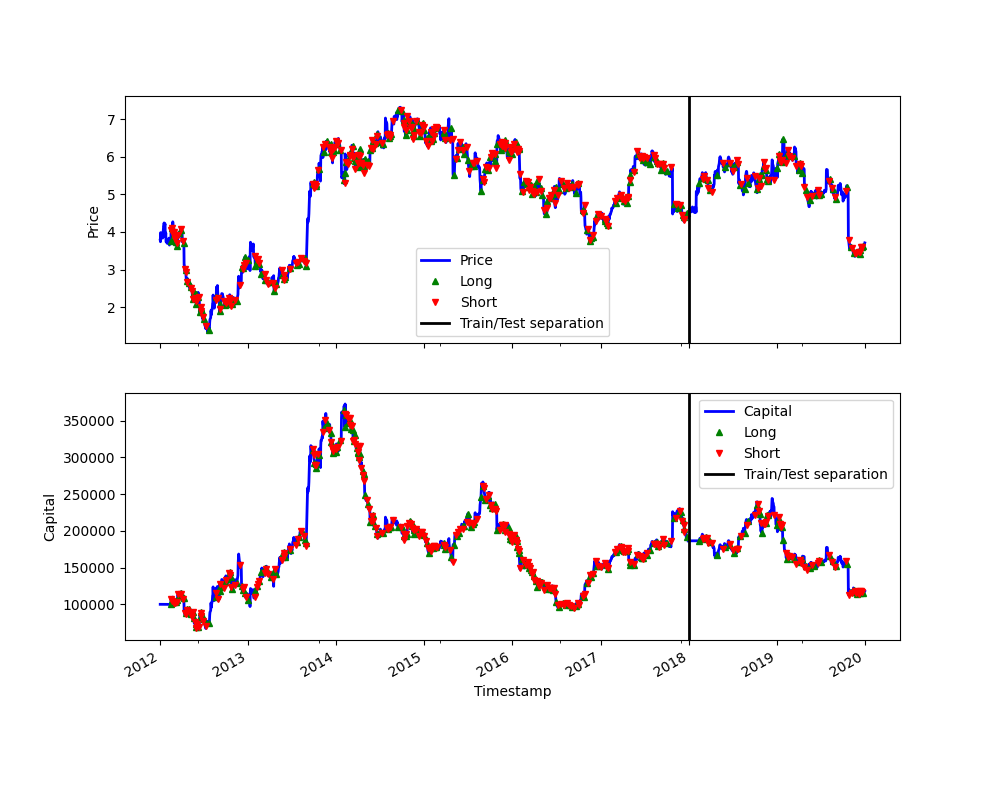 7
6
5
4
3
2
Price
Price
Long
Short
Train/Test separation
350000
300000
250000
200000
150000
100000
Capital
Capital
Long
Short
Train/Test separation
2012
2013
2014
2015
2016
2017
2018
2019
2020
Timestamp